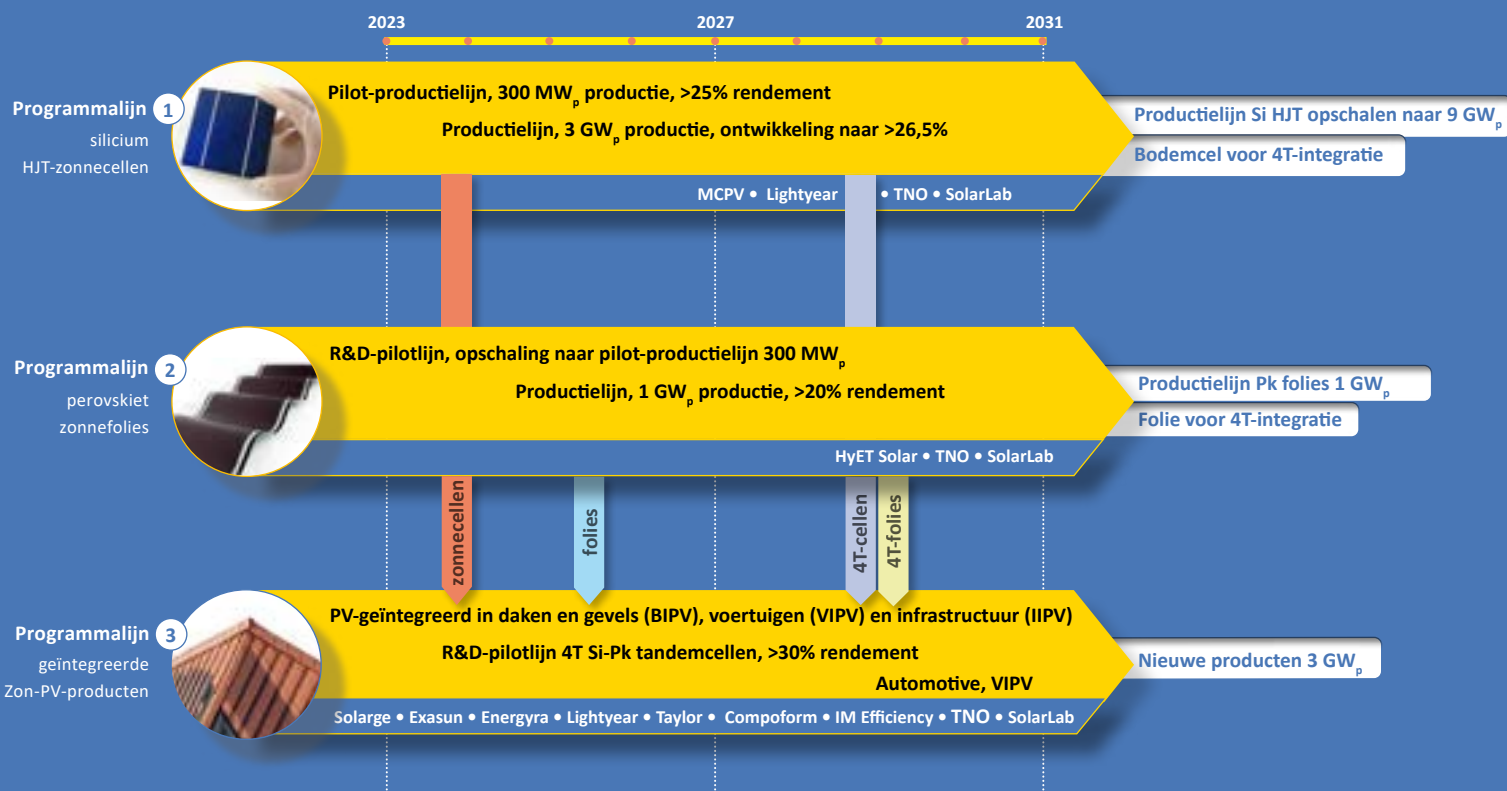 2023 2027 2031
Programmalijn 1
silicium
HJT-zonnecellen
Pilot-productielijn, 300 MWp productie, >25% rendement
Productielijn, 3 GWp productie, ontwikkeling naar >26,5%
MCPV • Lightyear • TNO • SolarLab
Productielijn Si HJT opschalen naar 9 GWp
Bodemcel voor 4T-integratie
Programmalijn 2
perovskiet
zonnefolies
R&D-pilotlijn, opschaling naar pilot-productielijn 300 MWp
Productielijn, 1 GWp productie, >20% rendement
HyET Solar • TNO • SolarLab
Productielijn Pk folies 1 GWp
Folie voor 4T-integratie
zonnecellen
folies
4T-cellen
4T-folies
Programmalijn 3
geïntegreerde
Zon-PV-producten
PV-geïntegreerd in daken en gevels (BIPV), voertuigen (VIPV) en infrastructuur (IIPV)
R&D-pilotlijn 4T Si-Pk tandemcellen, >30% rendement
Automotive, VIPV
Solarge • Exasun • Energyra • Lightyear • Taylor • Compoform • IM Efficiency • TNO • SolarLab
Nieuwe producten 3 GWp